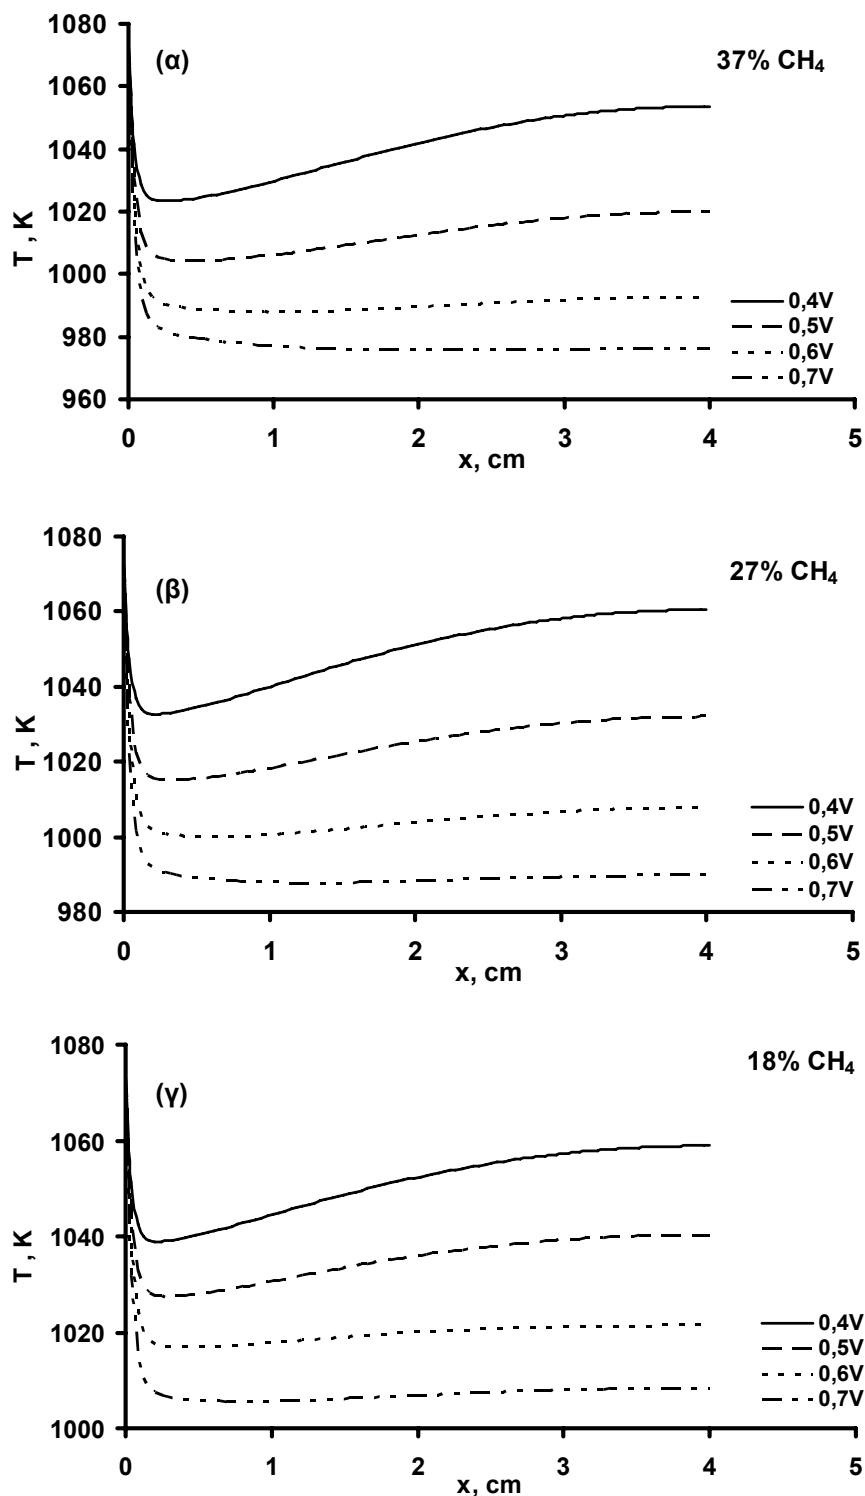 1080
(α)
37% CH₄
1060
1040
T , K
1020
1000
0,4V
0,5V
980
0,6V
0,7V
960
0 1 2 3 4 5
x, cm
1080
(β)
27% CH₄
1060
1040
T , K
1020
1000
0,4V
0,5V
0,6V
0,7V
980
0 1 2 3 4 5
x, cm
1080
(γ)
18% CH₄
1060
1040
T , K
1020
0,4V
0,5V
0,6V
0,7V
1000
0 1 2 3 4 5
x, cm